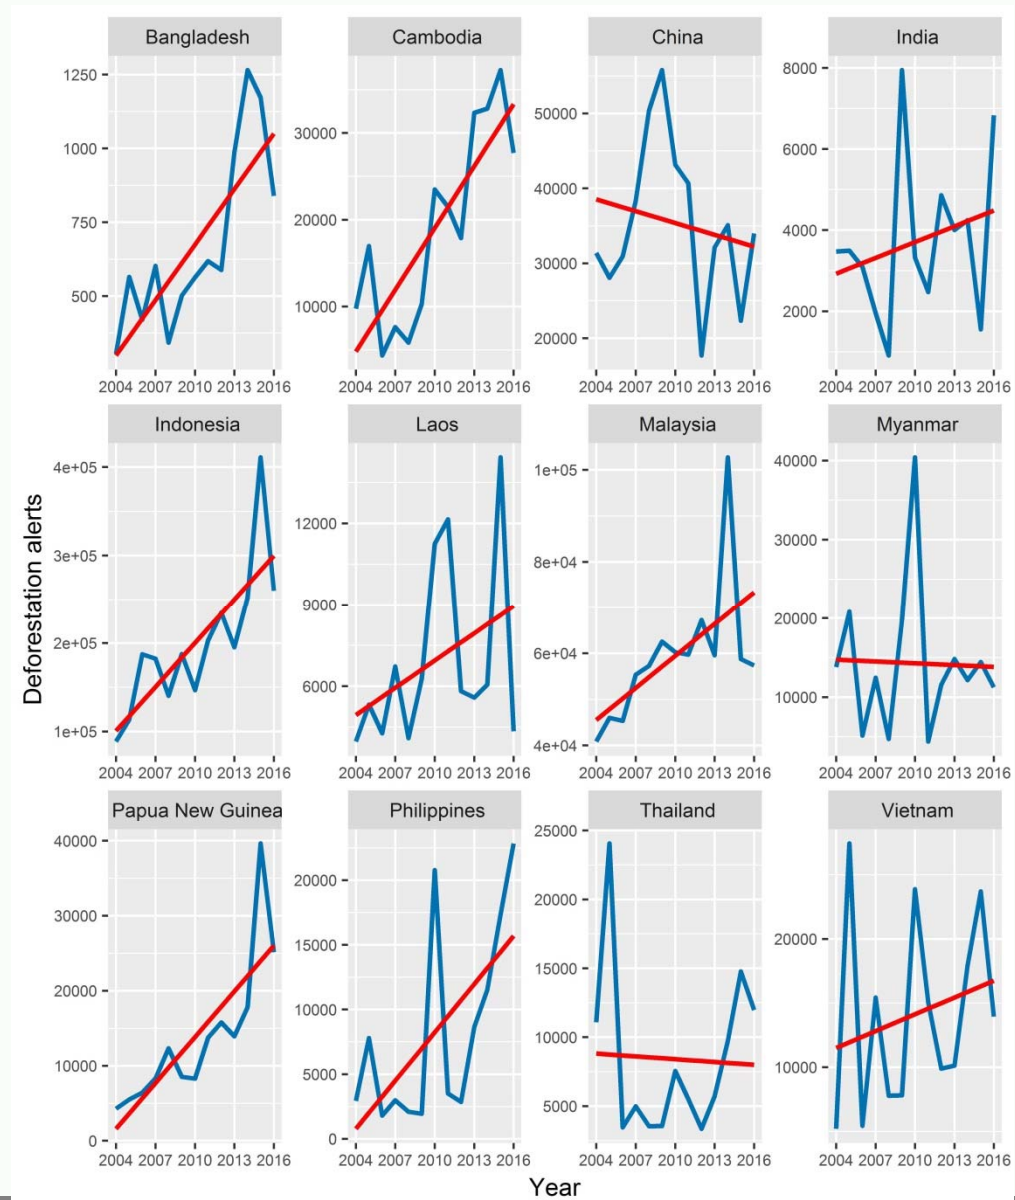 Deforestation alerts
Bangladesh
1250
1000
750
500
2004 2007 2010 2013 2016
Cambodia
30000
20000
10000
2004 2007 2010 2013 2016
China
50000
40000
30000
20000
2004 2007 2010 2013 2016
India
8000
6000
4000
2000
2004 2007 2010 2013 2016
Indonesia
4e+05
3e+05
2e+05
1e+05
2004 2007 2010 2013 2016
Laos
12000
9000
6000
2004 2007 2010 2013 2016
Malaysia
1e+05
8e+04
6e+04
4e+04
2004 2007 2010 2013 2016
Myanmar
40000
30000
20000
10000
2004 2007 2010 2013 2016
Papua New Guinea
40000
30000
20000
10000
0
2004 2007 2010 2013 2016
Philippines
20000
15000
10000
5000
0
2004 2007 2010 2013 2016
Thailand
25000
20000
15000
10000
5000
2004 2007 2010 2013 2016
Vietnam
20000
10000
2004 2007 2010 2013 2016
Year